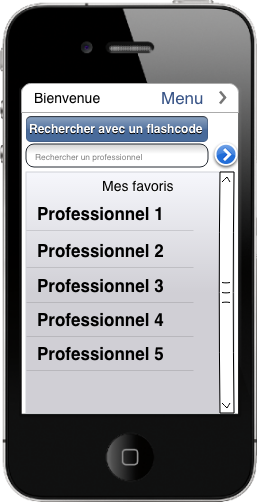 Bienvenue Menu
Rechercher avec un flashcode
Rechercher un professionnel
Mes favoris
Professionnel 1
Professionnel 2
Professionnel 3
Professionnel 4
Professionnel 5